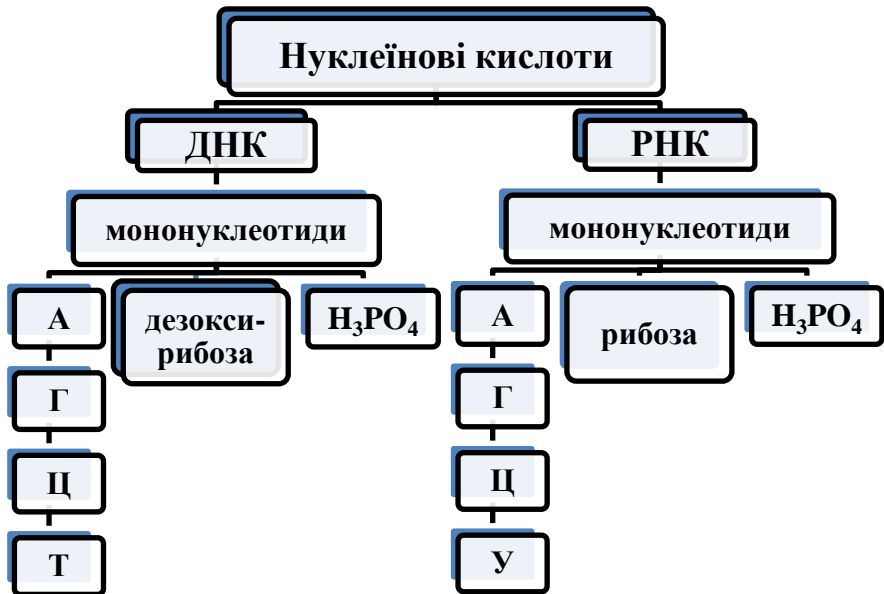 Нуклеїнові кислоти
ДНК
РНК
мононуклеотиди
мононуклеотиди
А
дезокси-
рибоза
H₃PO₄
А
рибоза
H₃PO₄
Г
Г
Ц
Ц
Т
У